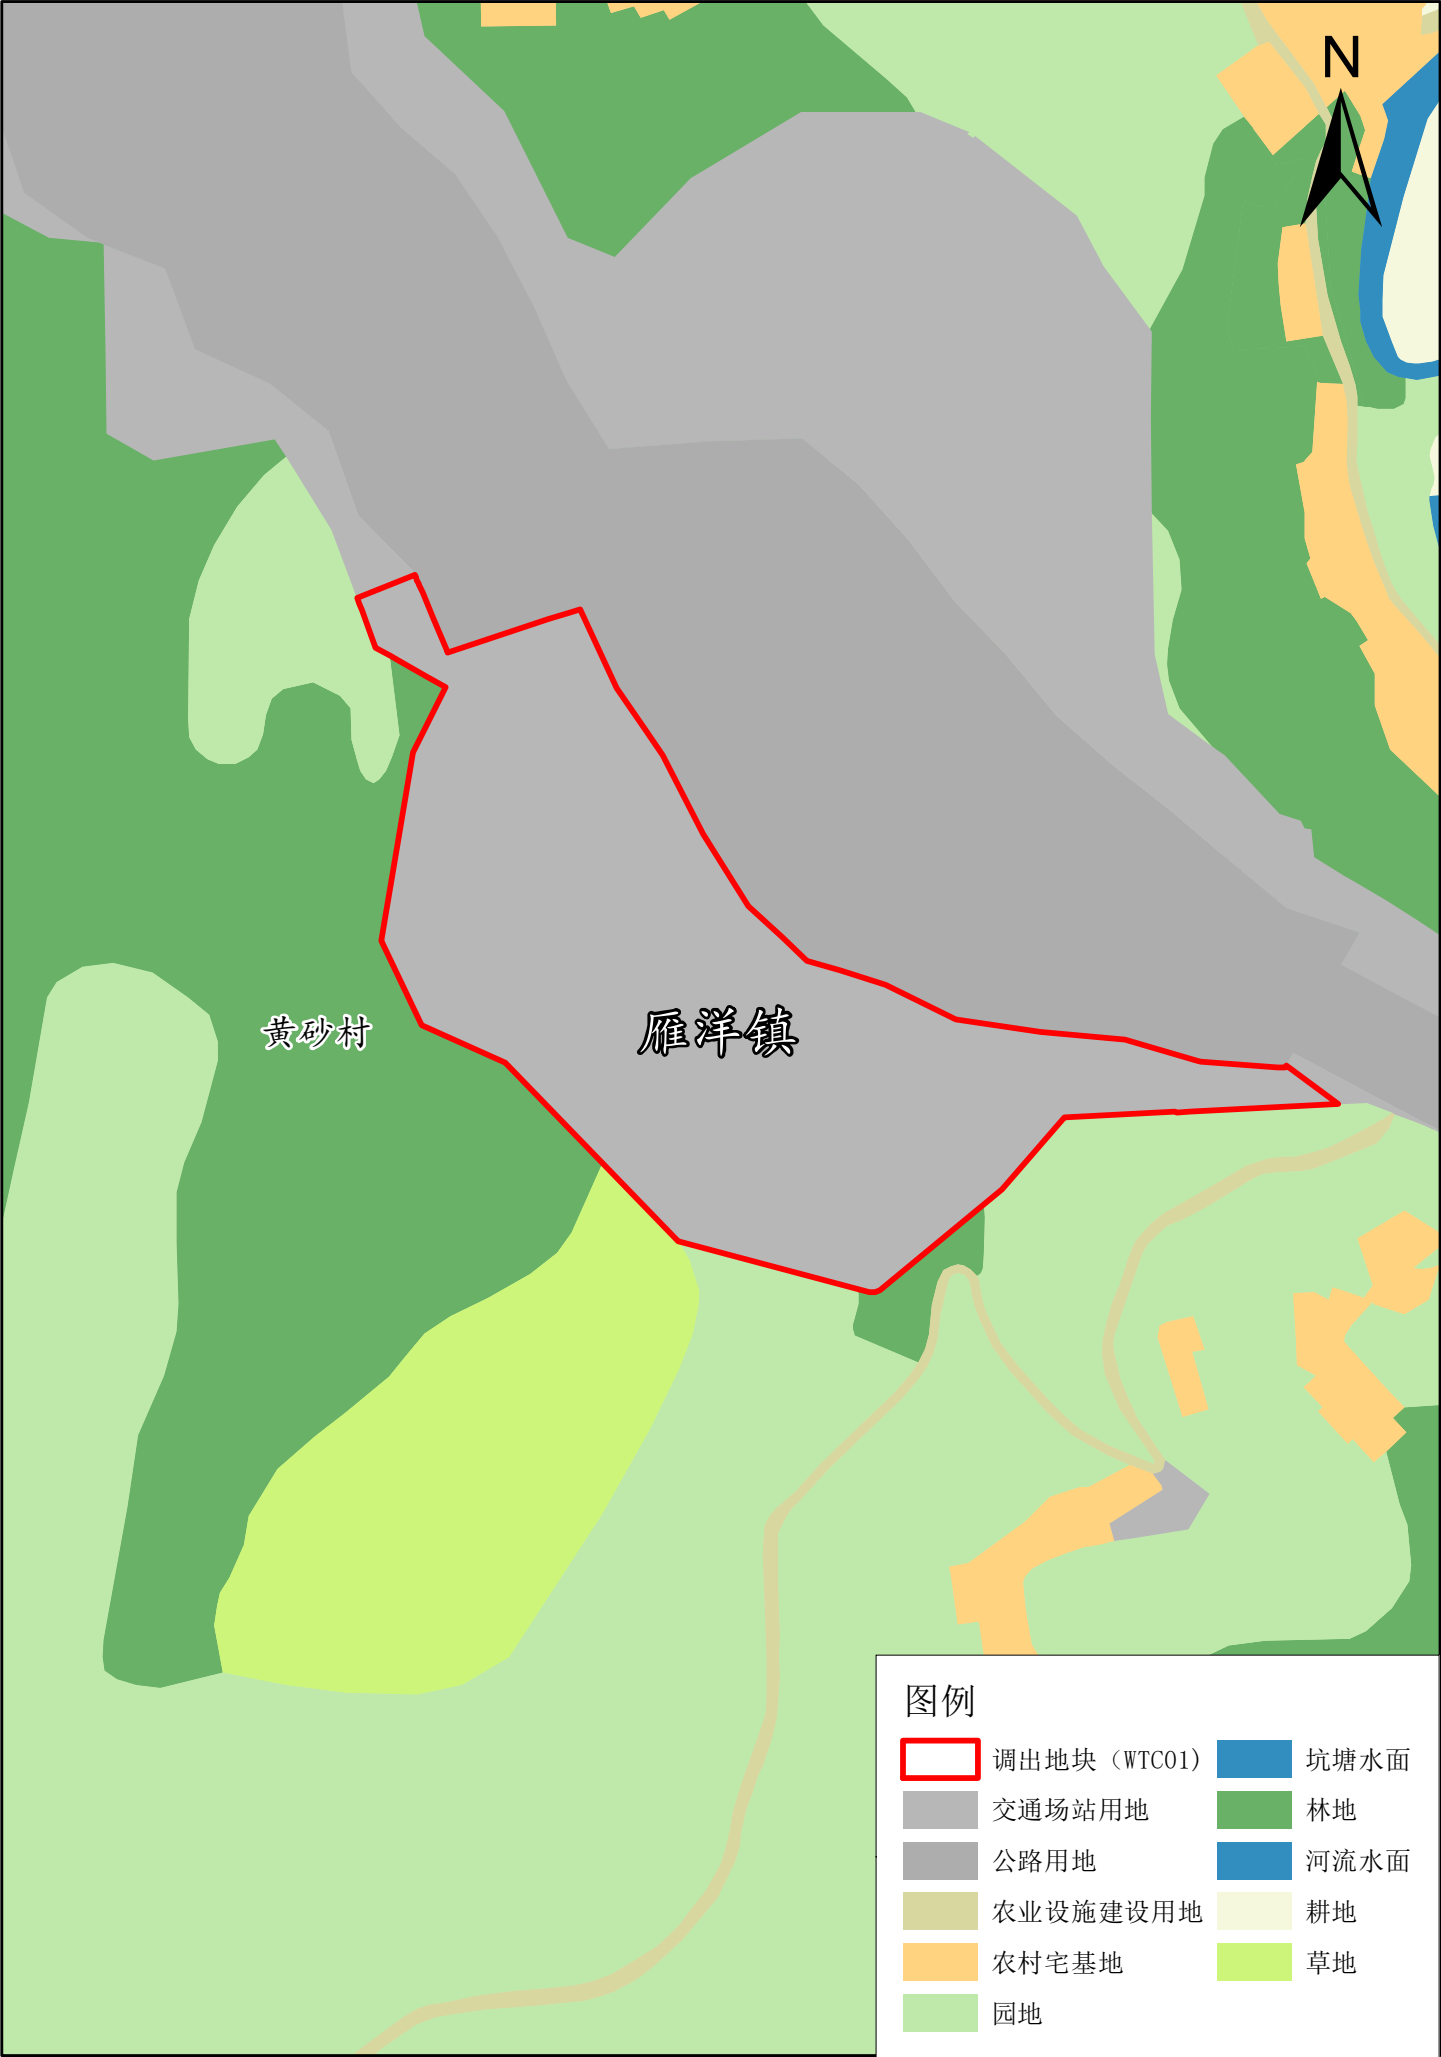 N
黄砂村
雁洋镇
图例
调出地块（WTC01）
坑塘水面
交通场站用地
林地
公路用地
河流水面
农业设施建设用地
耕地
农村宅基地
草地
园地